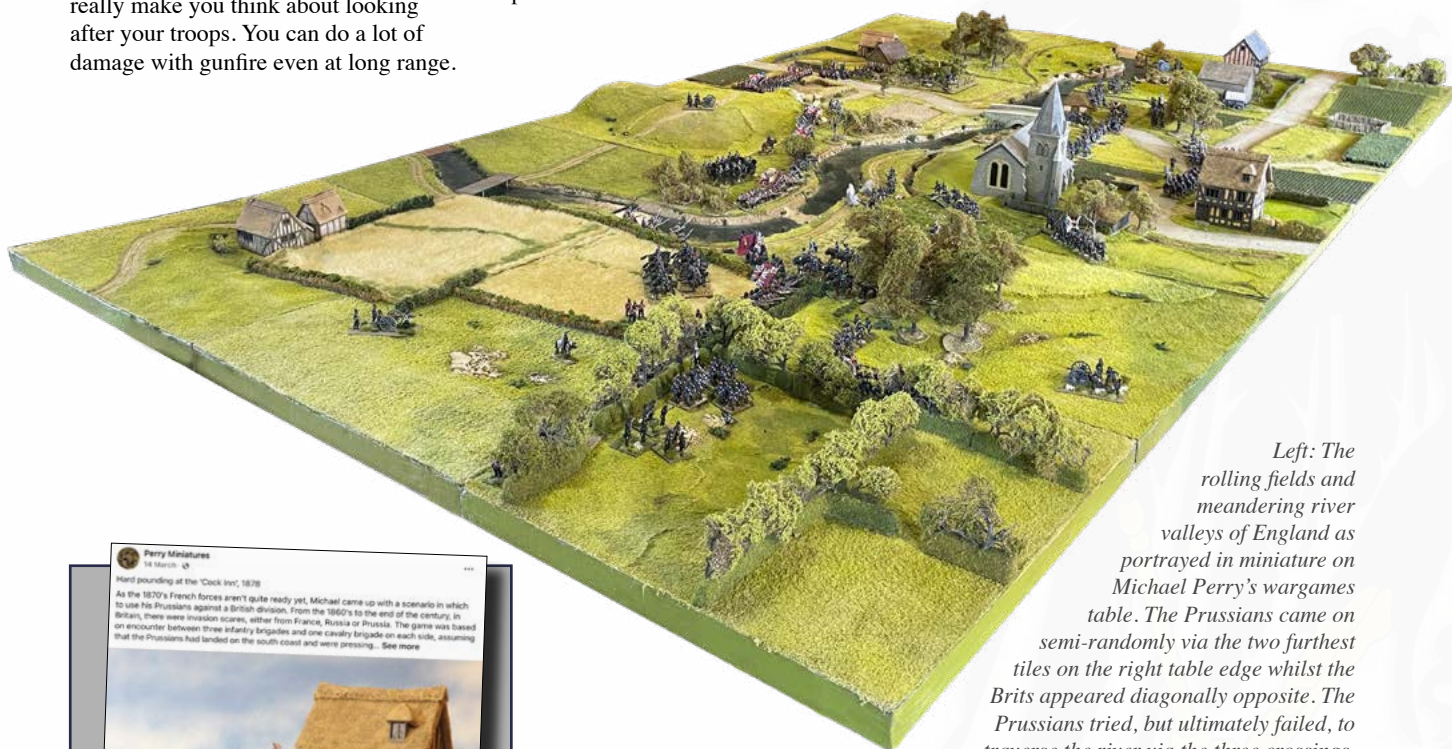 really make you think about looking
after your troops. You can do a lot of
damage with gunfire even at long range.
Perry Miniatures
14 March
Hard pounding at the 'Cock Inn', 1878
As the 1870's French forces aren't quite ready yet, Michael came up with a scenario in which
to use his Prussians against a British division. From the 1860's to the end of the century, in
Britain, there were invasion scares, either from France, Russia or Prussia. The game was based
on encounter between three infantry brigades and one cavalry brigade on each side, assuming
that the Prussians had landed on the south coast and were pressing... See more
Left: The
rolling fields and
meandering river
valleys of England as
portrayed in miniature on
Michael Perry's wargames
table. The Prussians came on
semi-randomly via the two furthest
tiles on the right table edge whilst the
Brits appeared diagonally opposite. The
Prussians tried, but ultimately failed, to
traverse the river via the three crossings.